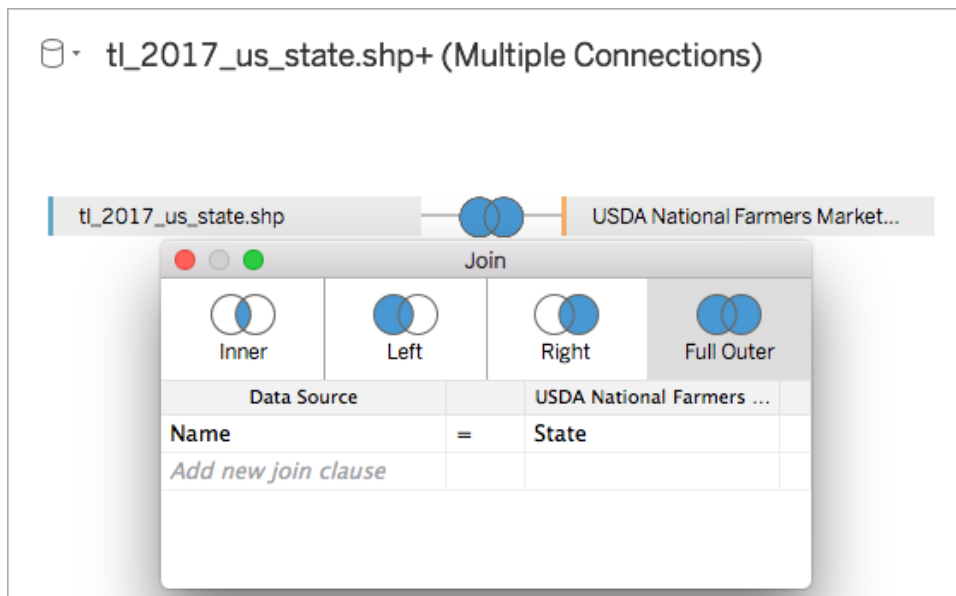 tl_2017_us_state.shp+ (Multiple Connections)
tl_2017_us_state.shp
USDA National Farmers Market...
Join
Inner
Left
Right
Full Outer
Data Source
USDA National Farmers ...
Name = State
Add new join clause